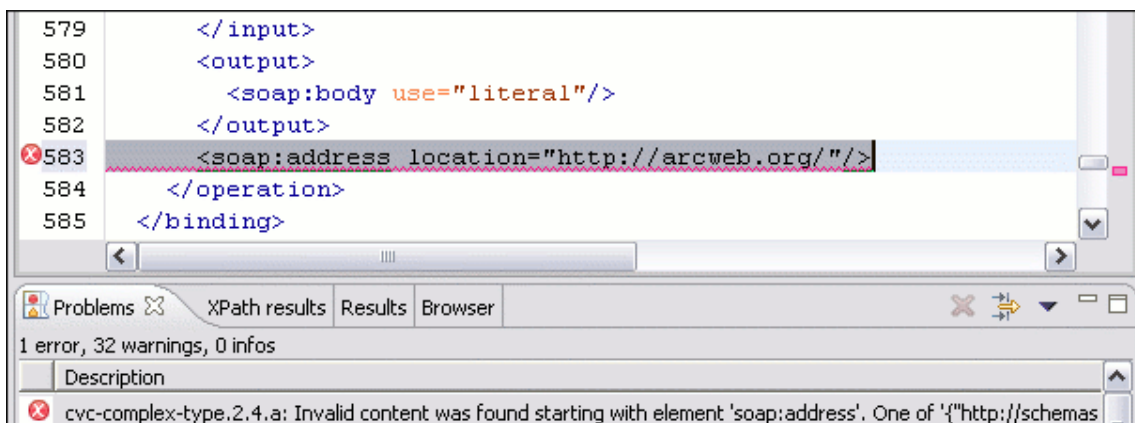 579 </input>
580 <output>
581 <soap:body use="literal"/>
582 </output>
583 <soap:address location="http://arcweb.org/"/>
584 </operation>
585 </binding>
Problems XPath results Results Browser
1 error, 32 warnings, 0 infos
Description
cvc-complex-type.2.4.a: Invalid content was found starting with element 'soap:address'. One of '{"http://schemas